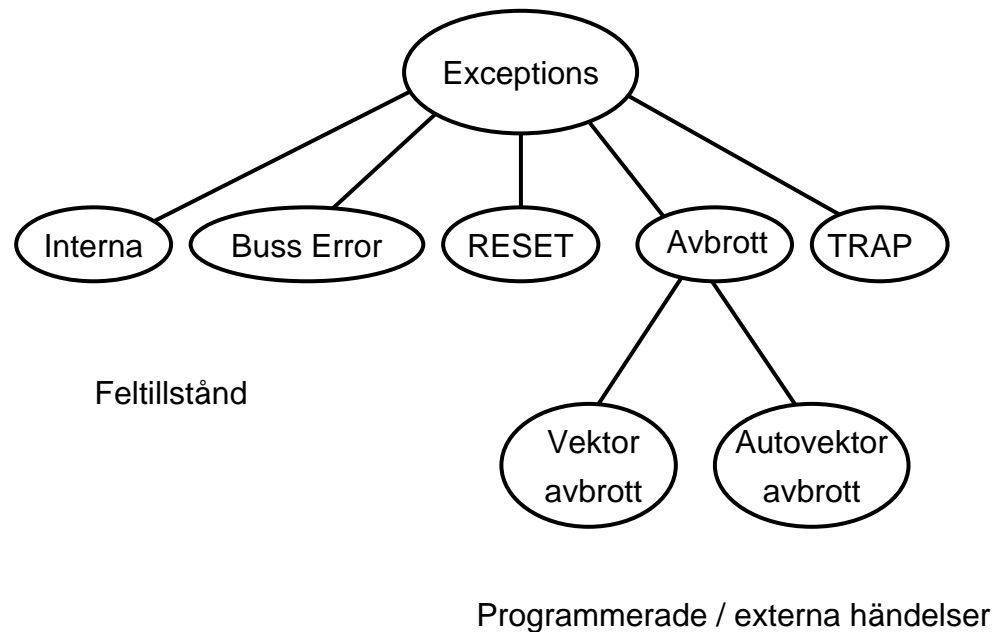 Exceptions
Interna
Buss Error
RESET
Avbrott
TRAP
Feltillstånd
Vektor
avbrott
Autovektor
avbrott
Programmerade / externa händelser